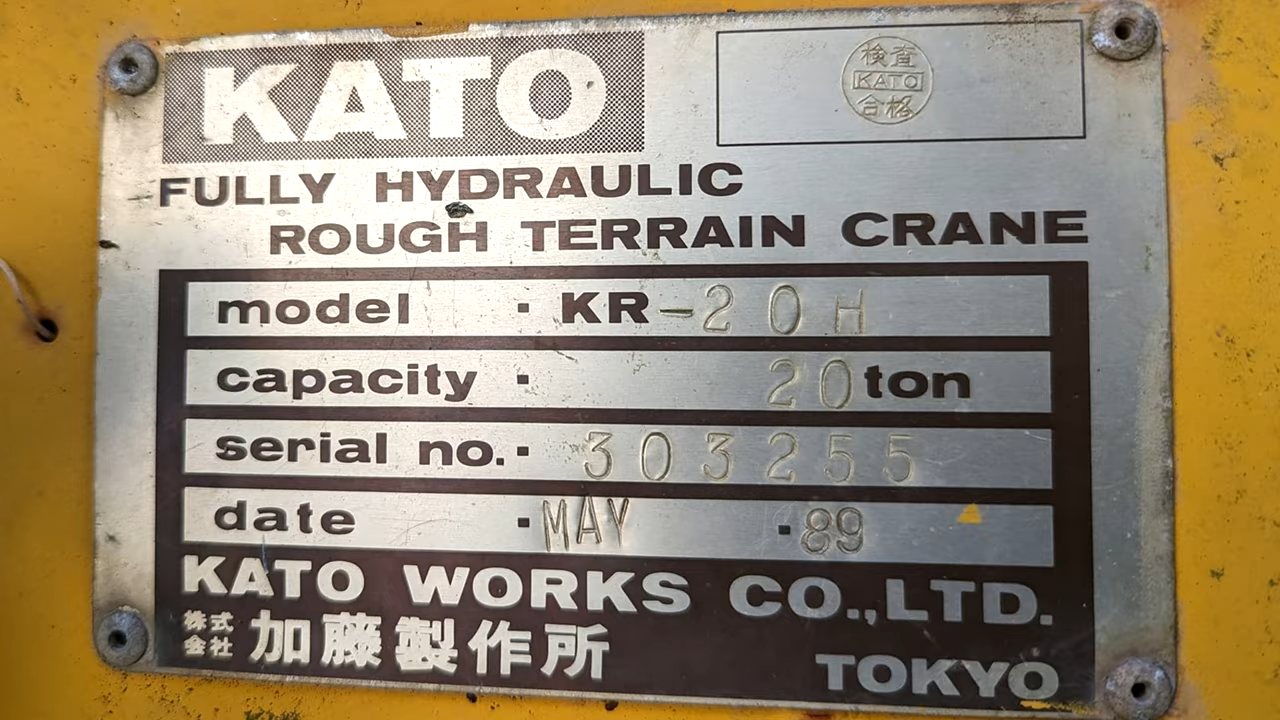 KATO
検査
KATO
合格
FULLY HYDRAULIC
ROUGH TERRAIN CRANE
model · KR-20H
capacity · 20 ton
serial no. · 303255
date · MAY · 89
KATO WORKS CO.,LTD.
株式会社 加藤製作所
TOKYO